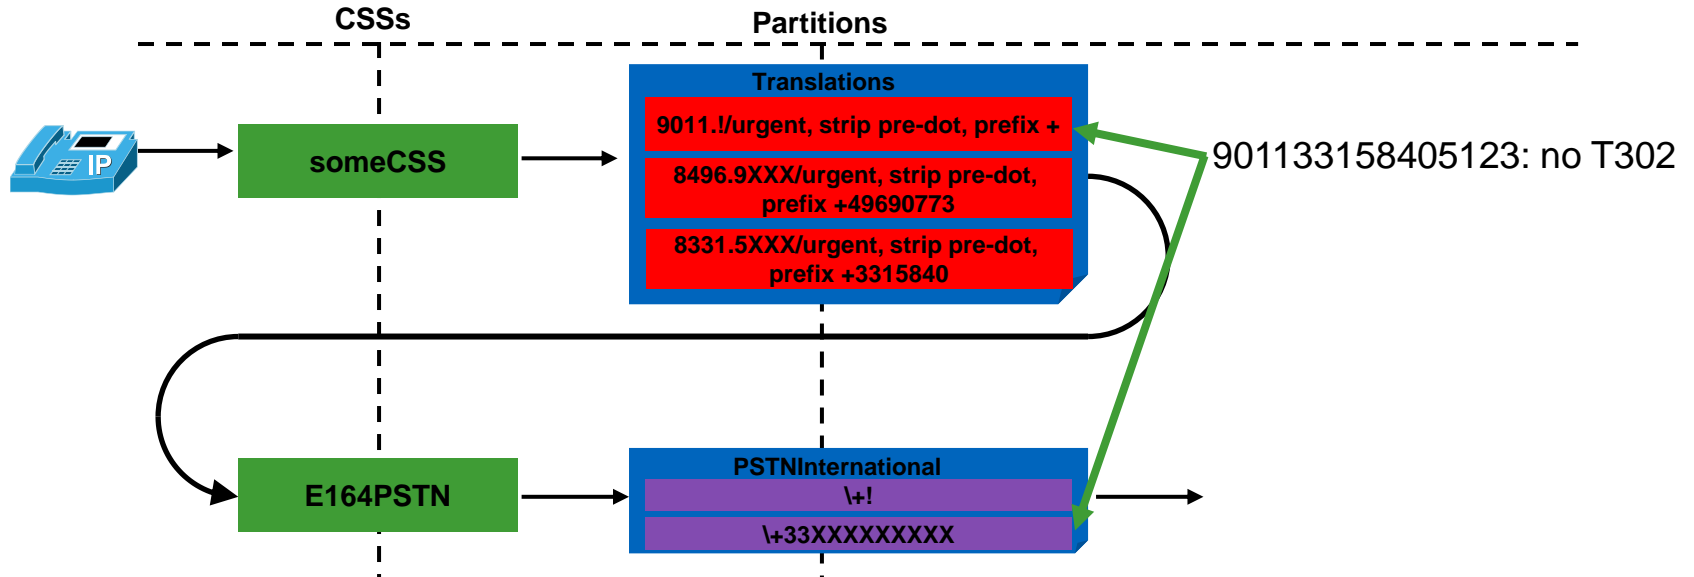 CSSs
Partitions
Translations
9011.!/urgent, strip pre-dot, prefix +
IP
someCSS
8496.9XXX/urgent, strip pre-dot,
prefix +49690773
8331.5XXX/urgent, strip pre-dot,
prefix +3315840
901133158405123: no T302
E164PSTN
PSTNInternational
\+!
\+33XXXXXXXXX